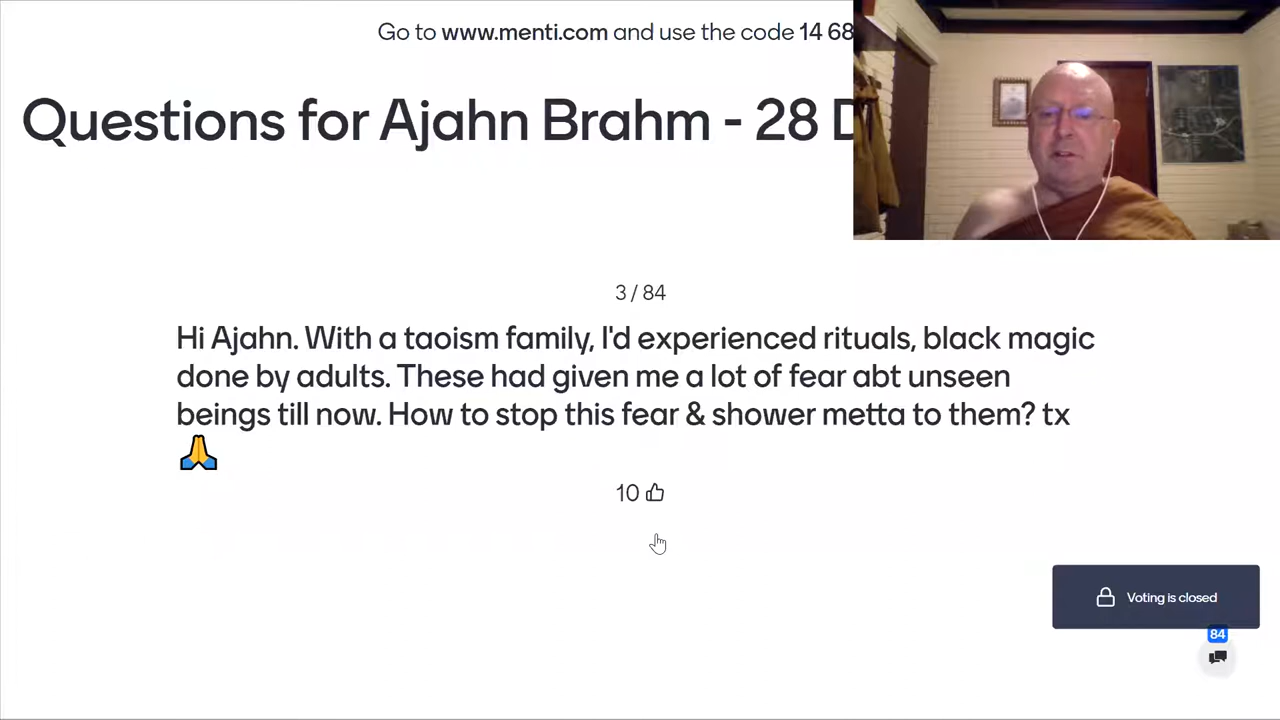 Go to www.menti.com and use the code 14 68
Questions for Ajahn Brahm - 28 D
3 / 84
Hi Ajahn. With a taoism family, I'd experienced rituals, black magic
done by adults. These had given me a lot of fear abt unseen
beings till now. How to stop this fear & shower metta to them? tx
🙏
10
Voting is closed
84